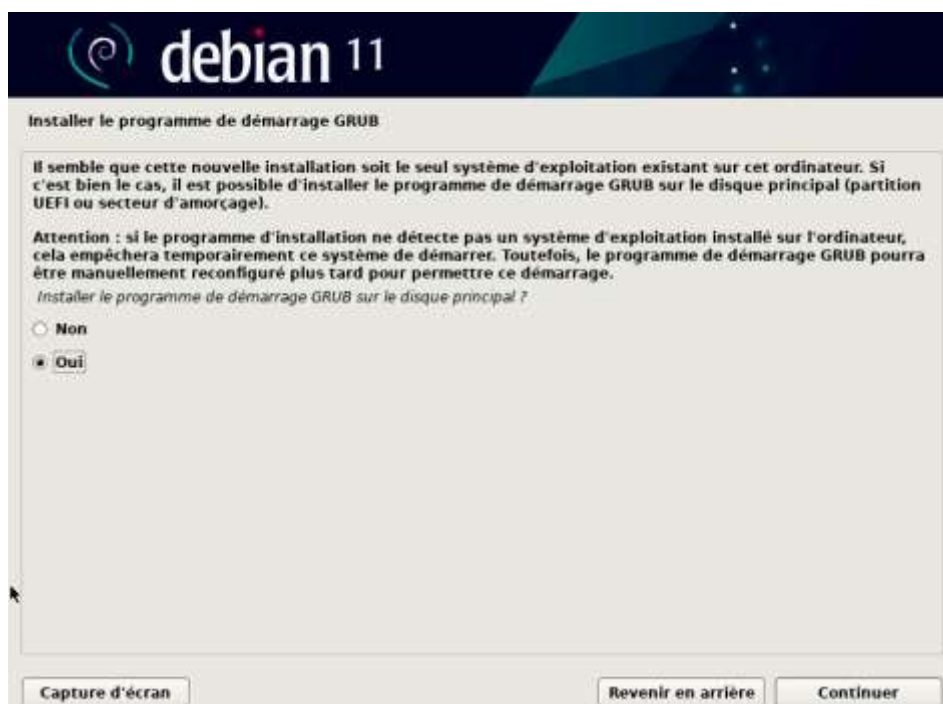 debian 11
Installer le programme de démarrage GRUB
Il semble que cette nouvelle installation soit le seul système d'exploitation existant sur cet ordinateur. Si
c'est bien le cas, il est possible d'installer le programme de démarrage GRUB sur le disque principal (partition
UEFI ou secteur d'amorçage).
Attention : si le programme d'installation ne détecte pas un système d'exploitation installé sur l'ordinateur,
cela empêchera temporairement ce système de démarrer. Toutefois, le programme de démarrage GRUB pourra
être manuellement reconfiguré plus tard pour permettre ce démarrage.
Installer le programme de démarrage GRUB sur le disque principal ?
Non
Oui
Capture d'écran
Revenir en arrière
Continuer